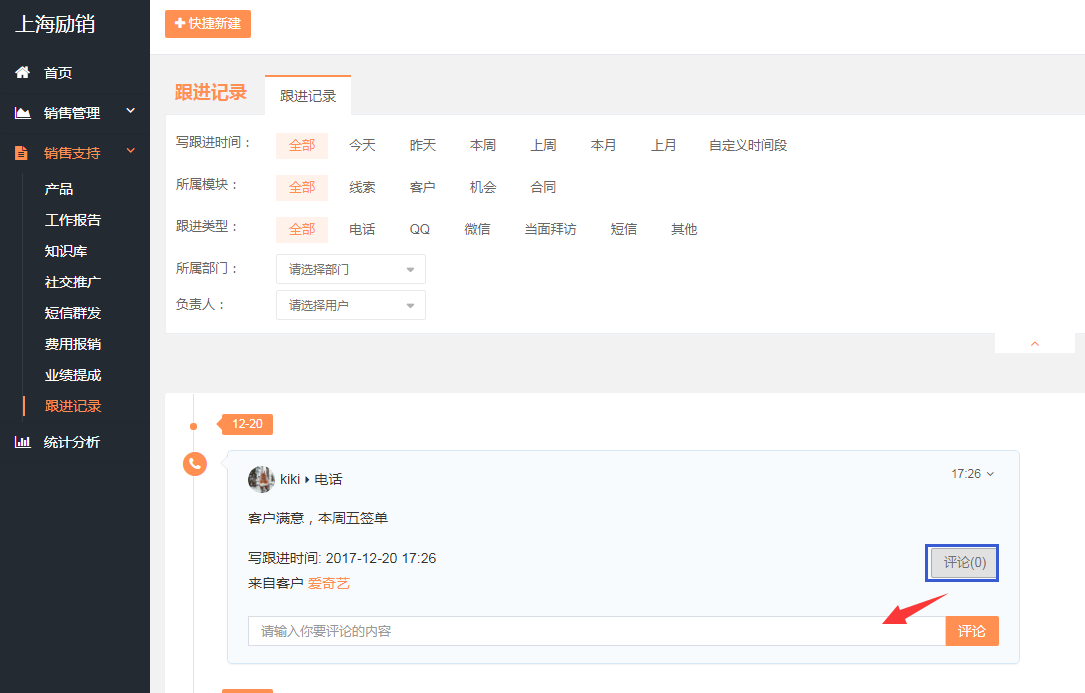 上海励销
快捷新建
首页
销售管理
销售支持
产品
工作报告
知识库
社交推广
短信群发
费用报销
业绩提成
跟进记录
统计分析
跟进记录 跟进记录
写跟进时间： 全部 今天 昨天 本周 上周 本月 上月 自定义时间段
所属模块： 全部 线索 客户 机会 合同
跟进类型： 全部 电话 QQ 微信 当面拜访 短信 其他
所属部门： 请选择部门
负责人： 请选择用户
12-20
kiki 电话 17:26
客户满意，本周五签单
写跟进时间: 2017-12-20 17:26
评论(0)
来自客户 爱奇艺
请输入你要评论的内容 评论